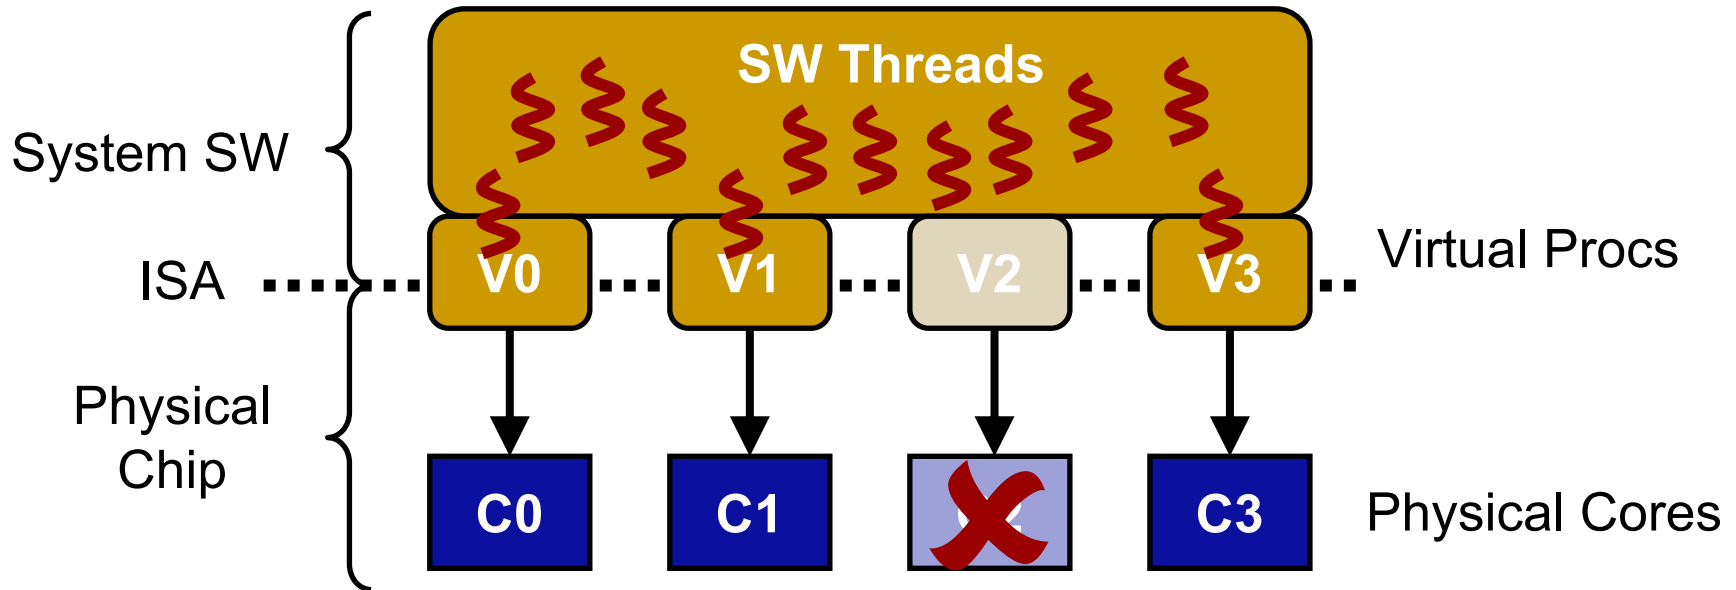 SW Threads
System SW
V0
V1
V2
V3
Virtual Procs
ISA
Physical
Chip
C0
C1
C3
Physical Cores